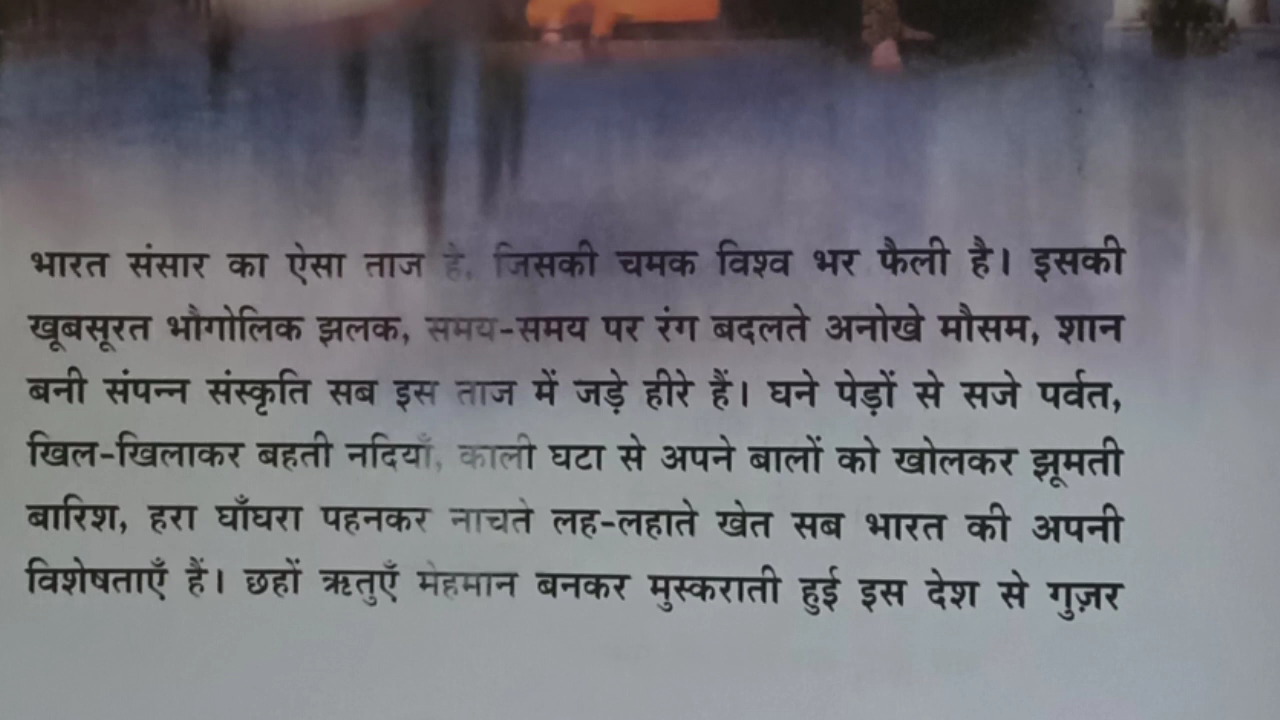 भारत संसार का ऐसा ताज है, जिसकी चमक विश्व भर फैली है। इसकी
खूबसूरत भौगोलिक झलक, समय-समय पर रंग बदलते अनोखे मौसम, शान
बनी संपन्न संस्कृति सब इस ताज में जड़े हीरे हैं। घने पेड़ों से सजे पर्वत,
खिल-खिलाकर बहती नदियाँ, काली घटा से अपने बालों को खोलकर झूमती
बारिश, हरा घाँघरा पहनकर नाचते लह-लहाते खेत सब भारत की अपनी
विशेषताएँ हैं। छहों ऋतुएँ मेहमान बनकर मुस्कराती हुई इस देश से गुज़र